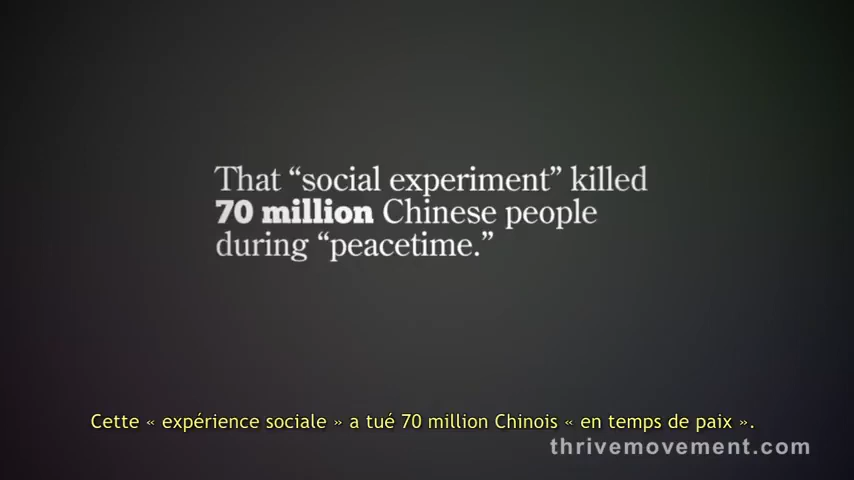 That “social experiment” killed
70 million Chinese people
during “peacetime.”
Cette « expérience sociale » a tué 70 million Chinois « en temps de paix ».
thrivemovement.com